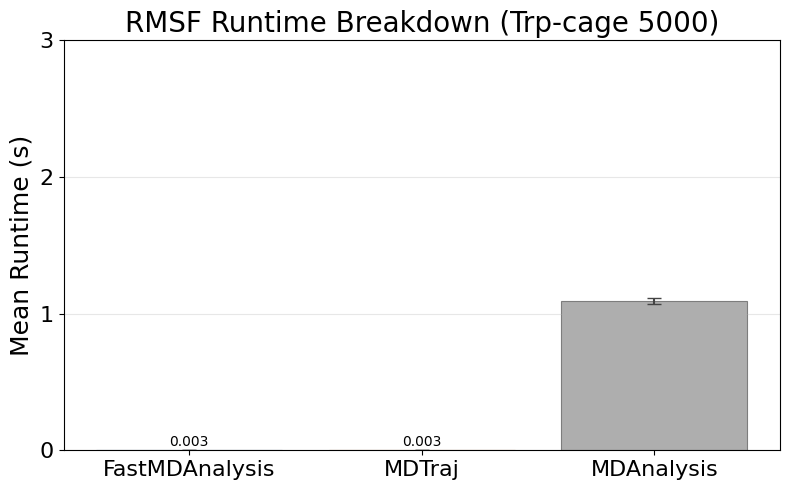 RMSF Runtime Breakdown (Trp-cage 5000)
Mean Runtime (s)
3
2
1
0
0.003
0.003
FastMDAnalysis
MDTraj
MDAnalysis